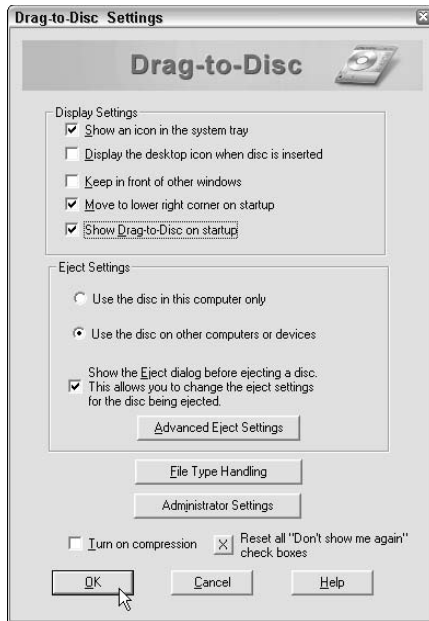 Drag-to-Disc Settings
Drag-to-Disc
Display Settings
Show an icon in the system tray
Display the desktop icon when disc is inserted
Keep in front of other windows
Move to lower right corner on startup
Show Drag-to-Disc on startup
Eject Settings
Use the disc in this computer only
Use the disc on other computers or devices
Show the Eject dialog before ejecting a disc.
This allows you to change the eject settings
for the disc being ejected.
Advanced Eject Settings
File Type Handling
Administrator Settings
Turn on compression
X
Reset all "Don't show me again"
check boxes
OK
Cancel
Help